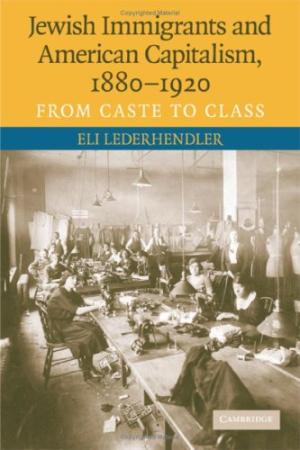 Jewish Immigrants and
American Capitalism,
1880–1920
FROM CASTE TO CLASS
ELI LEDERHENDLER
CAMBRIDGE